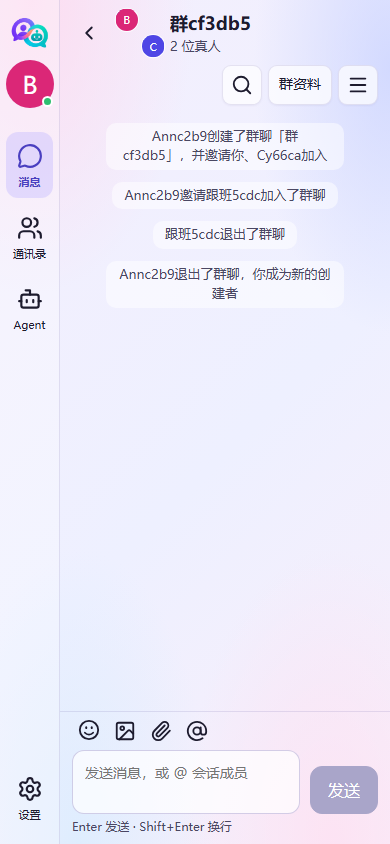 B
群cf3db5
C
2 位真人
B
群资料
消息
通讯录
Agent
Annc2b9创建了群聊「群
cf3db5」，并邀请你、Cy66ca加入
Annc2b9邀请跟班5cdc加入了群聊
跟班5cdc退出了群聊
Annc2b9退出了群聊，你成为新的创
建者
发送消息，或 @ 会话成员
发送
Enter 发送 · Shift+Enter 换行
设置